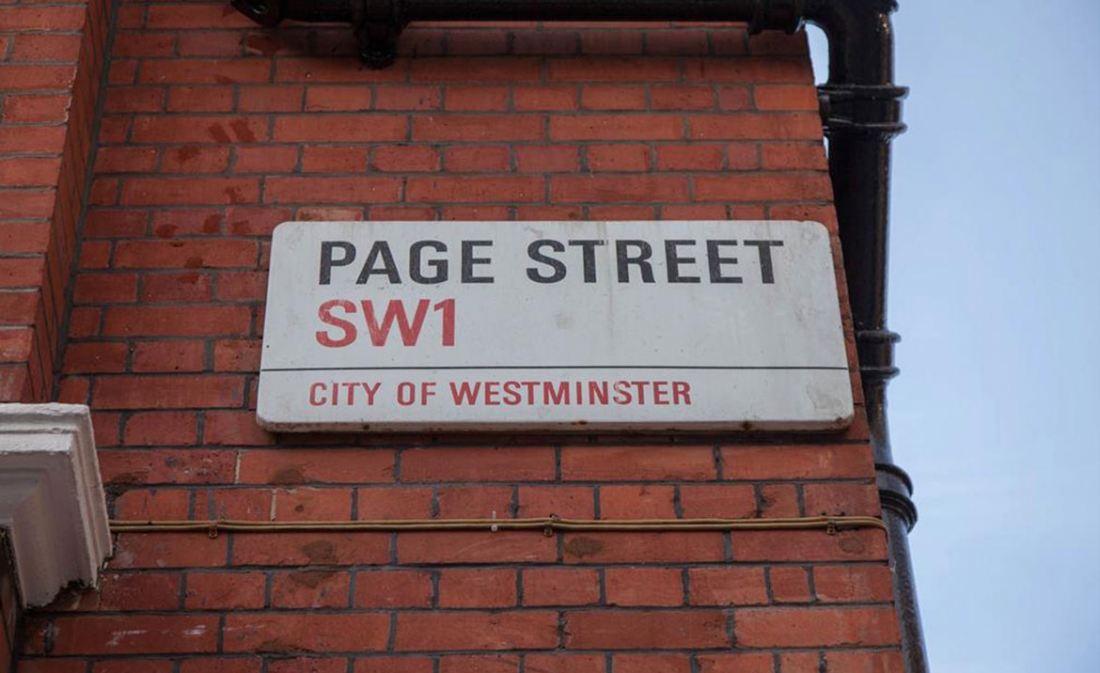 PAGE STREET
SW1
CITY OF WESTMINSTER